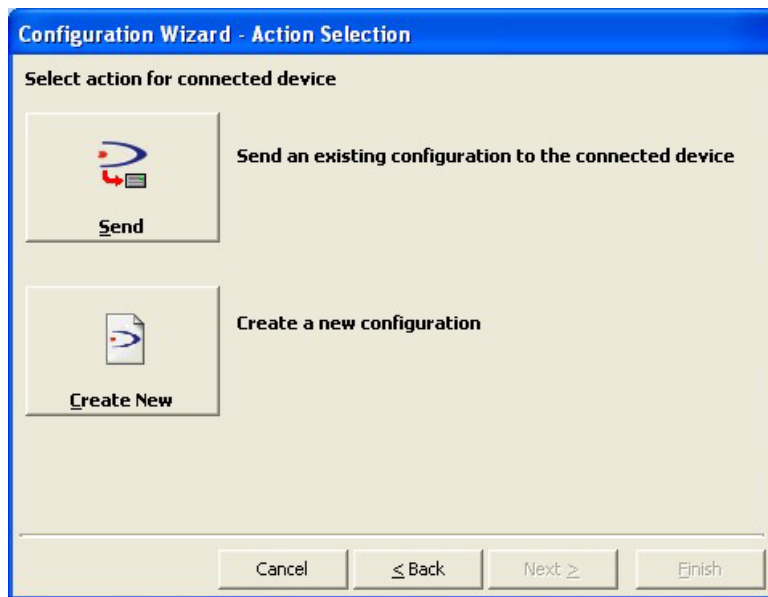 Configuration Wizard - Action Selection
Select action for connected device
Send an existing configuration to the connected device
Send
Create a new configuration
Create New
Cancel
< Back
Next >
Finish